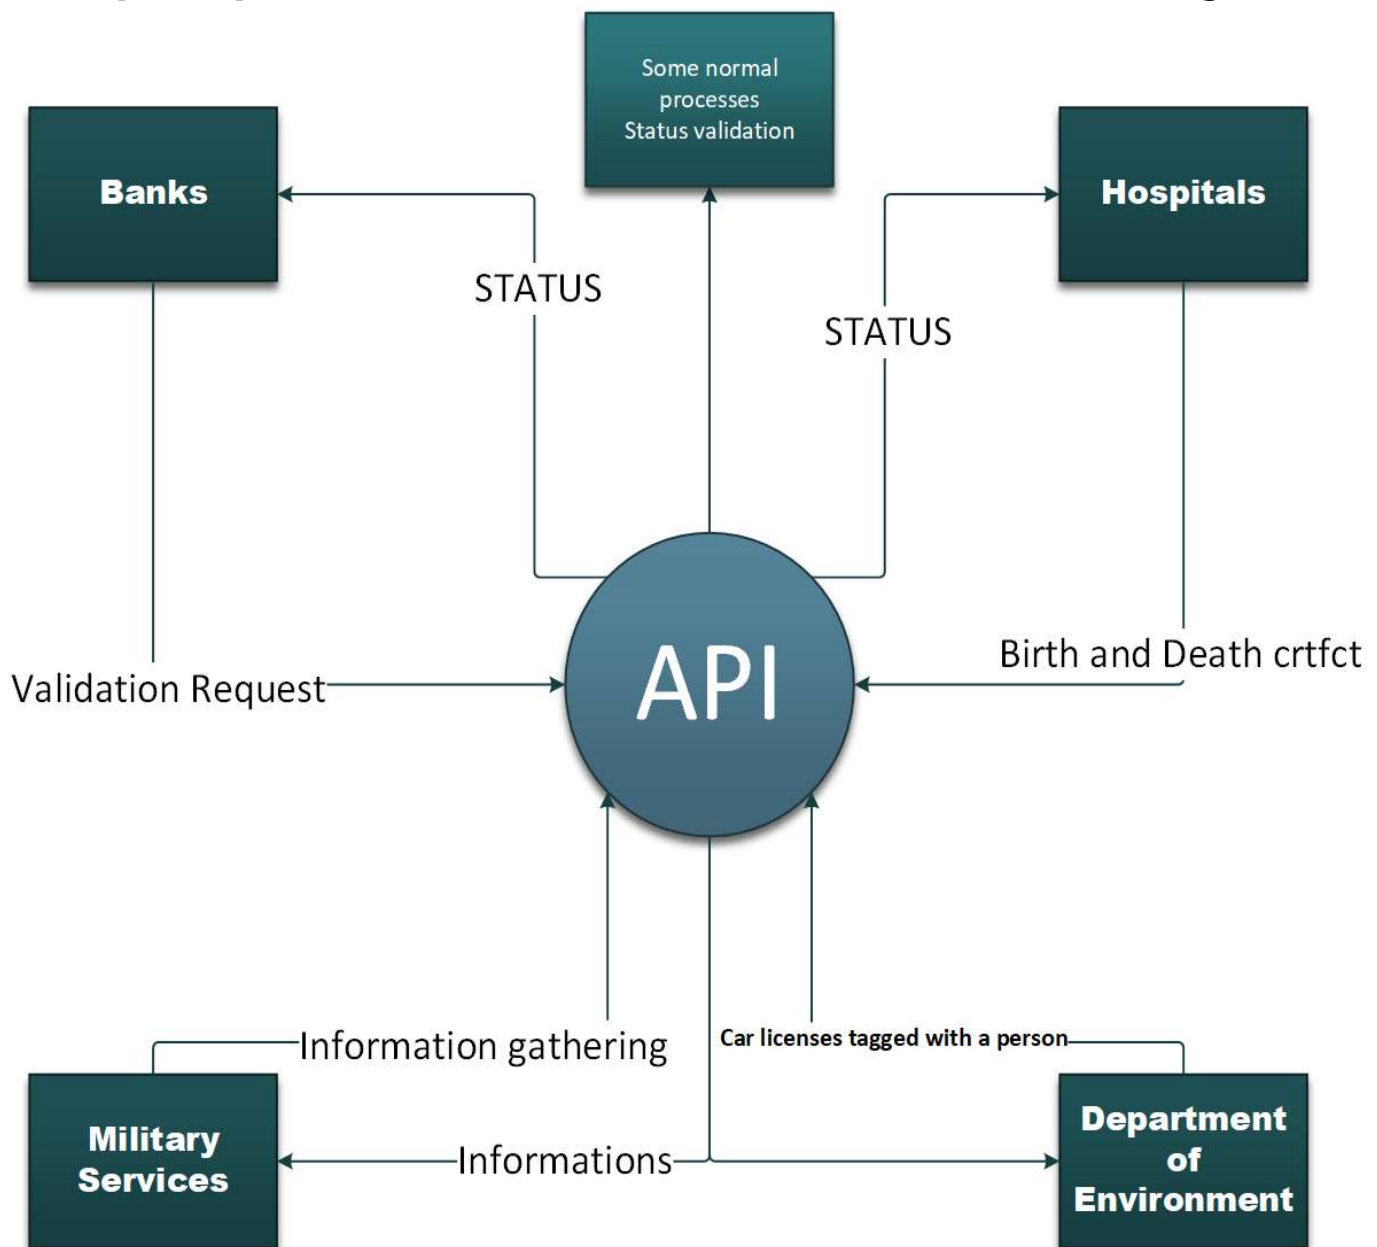 Some normal
processes
Status validation
Banks
Hospitals
STATUS
STATUS
API
Birth and Death crtfct
Validation Request
Information gathering
Car licenses tagged with a person
Military
Services
Informations
Department
of
Environment